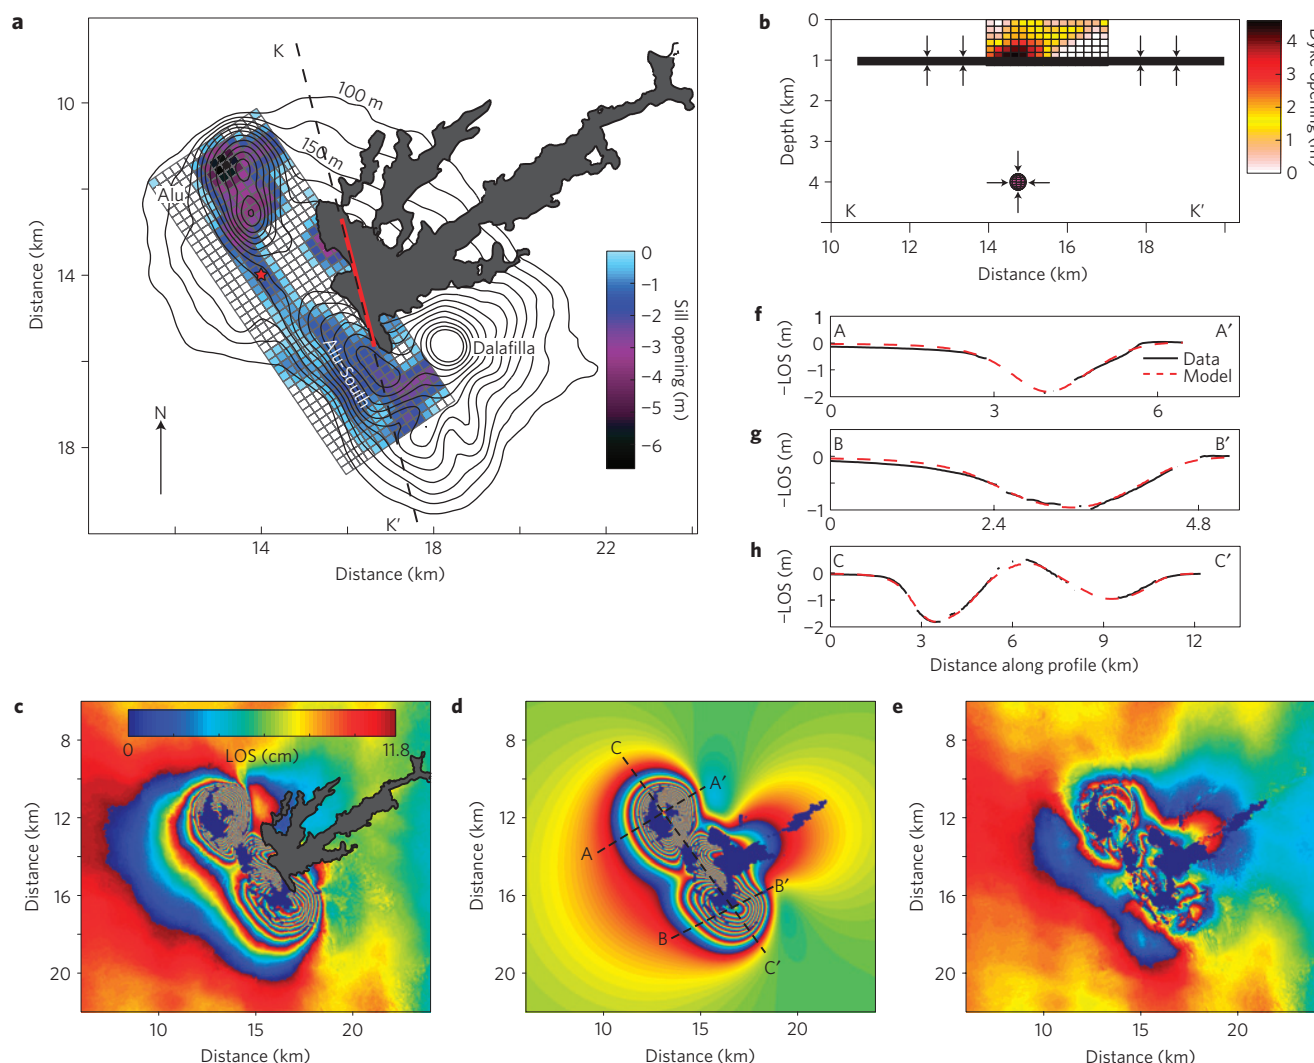 a
K
100 m
150 m
Alu
Alu-South
Dalafilla
N
K'
10
14
18
Distance (km)
14
18
22
Distance (km)
0
−1
−2
−3
−4
−5
−6
Sill opening (m)
b
0
1
2
3
4
Depth (km)
K
K'
10
12
14
16
18
20
Distance (km)
4
3
2
1
0
Dyke opening (m)
f
1
0
−1
−2
−LOS (m)
A
A'
Data
Model
0
3
6
g
0
−1
−LOS (m)
B
B'
0
2.4
4.8
h
0
−1
−2
−LOS (m)
C
C'
0
3
6
9
12
Distance along profile (km)
c
0
11.8
LOS (cm)
8
12
16
20
Distance (km)
10
15
20
Distance (km)
d
C
A'
A
B'
B
C'
8
12
16
20
Distance (km)
10
15
20
Distance (km)
e
8
12
16
20
Distance (km)
10
15
20
Distance (km)